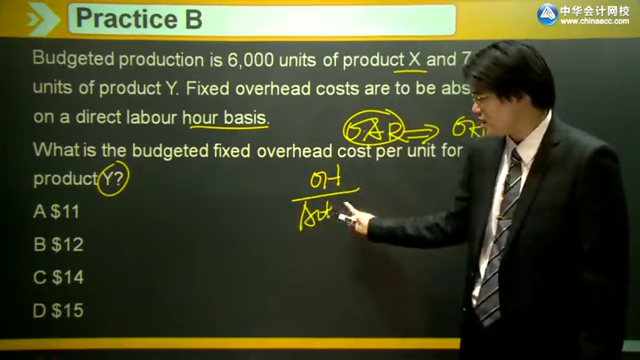 Practice B
中华会计网校
www.chinaacc.com
Budgeted production is 6,000 units of product X and 7
units of product Y. Fixed overhead costs are to be abs
on a direct labour hour basis.
OAR
What is the budgeted fixed overhead cost per unit for
product Y?
OH
A $11
B $12
C $14
D $15